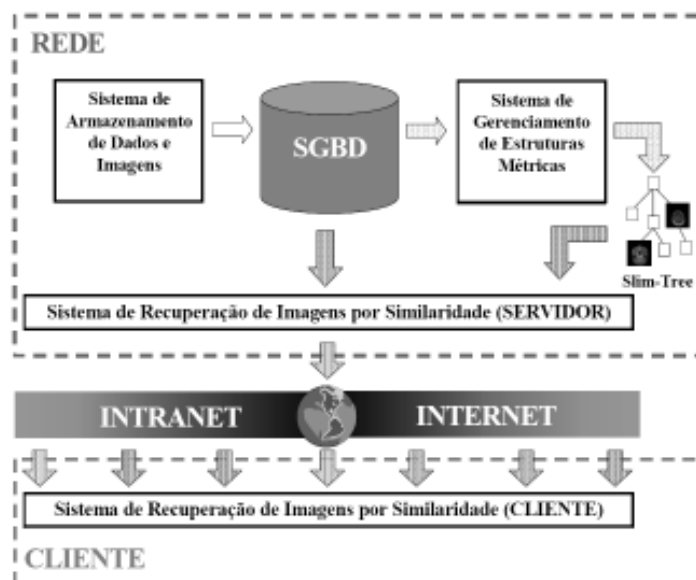 REDE
Sistema de
Armazenamento
de Dados e
Imagens
SGBD
Sistema de
Gerenciamento
de Estruturas
Métricas
Slim-Tree
Sistema de Recuperação de Imagens por Similaridade (SERVIDOR)
INTRANET
INTERNET
Sistema de Recuperação de Imagens por Similaridade (CLIENTE)
CLIENTE